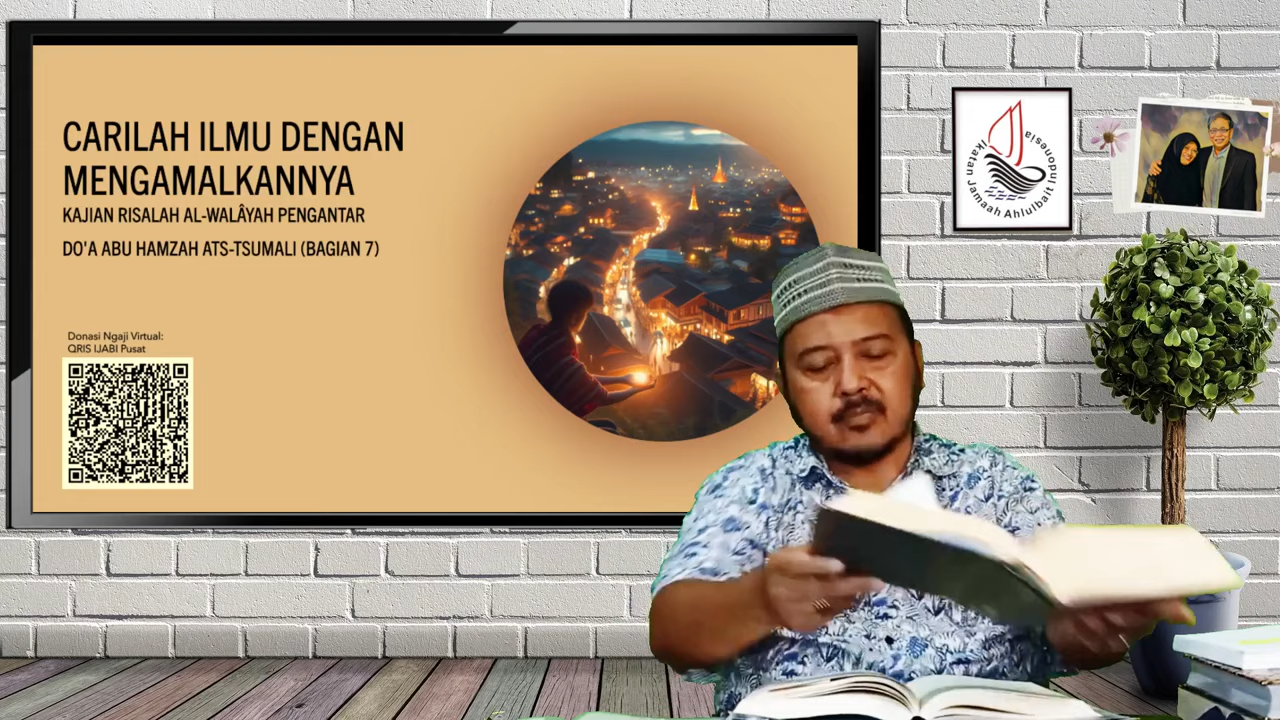 CARILAH ILMU DENGAN
MENGAMALKANNYA
KAJIAN RISALAH AL-WALÂYAH PENGANTAR
DO'A ABU HAMZAH ATS-TSUMALI (BAGIAN 7)
Donasi Ngaji Virtual:
QRIS IJABI Pusat
Ikatan Jamaah Ahlulbait Indonesia